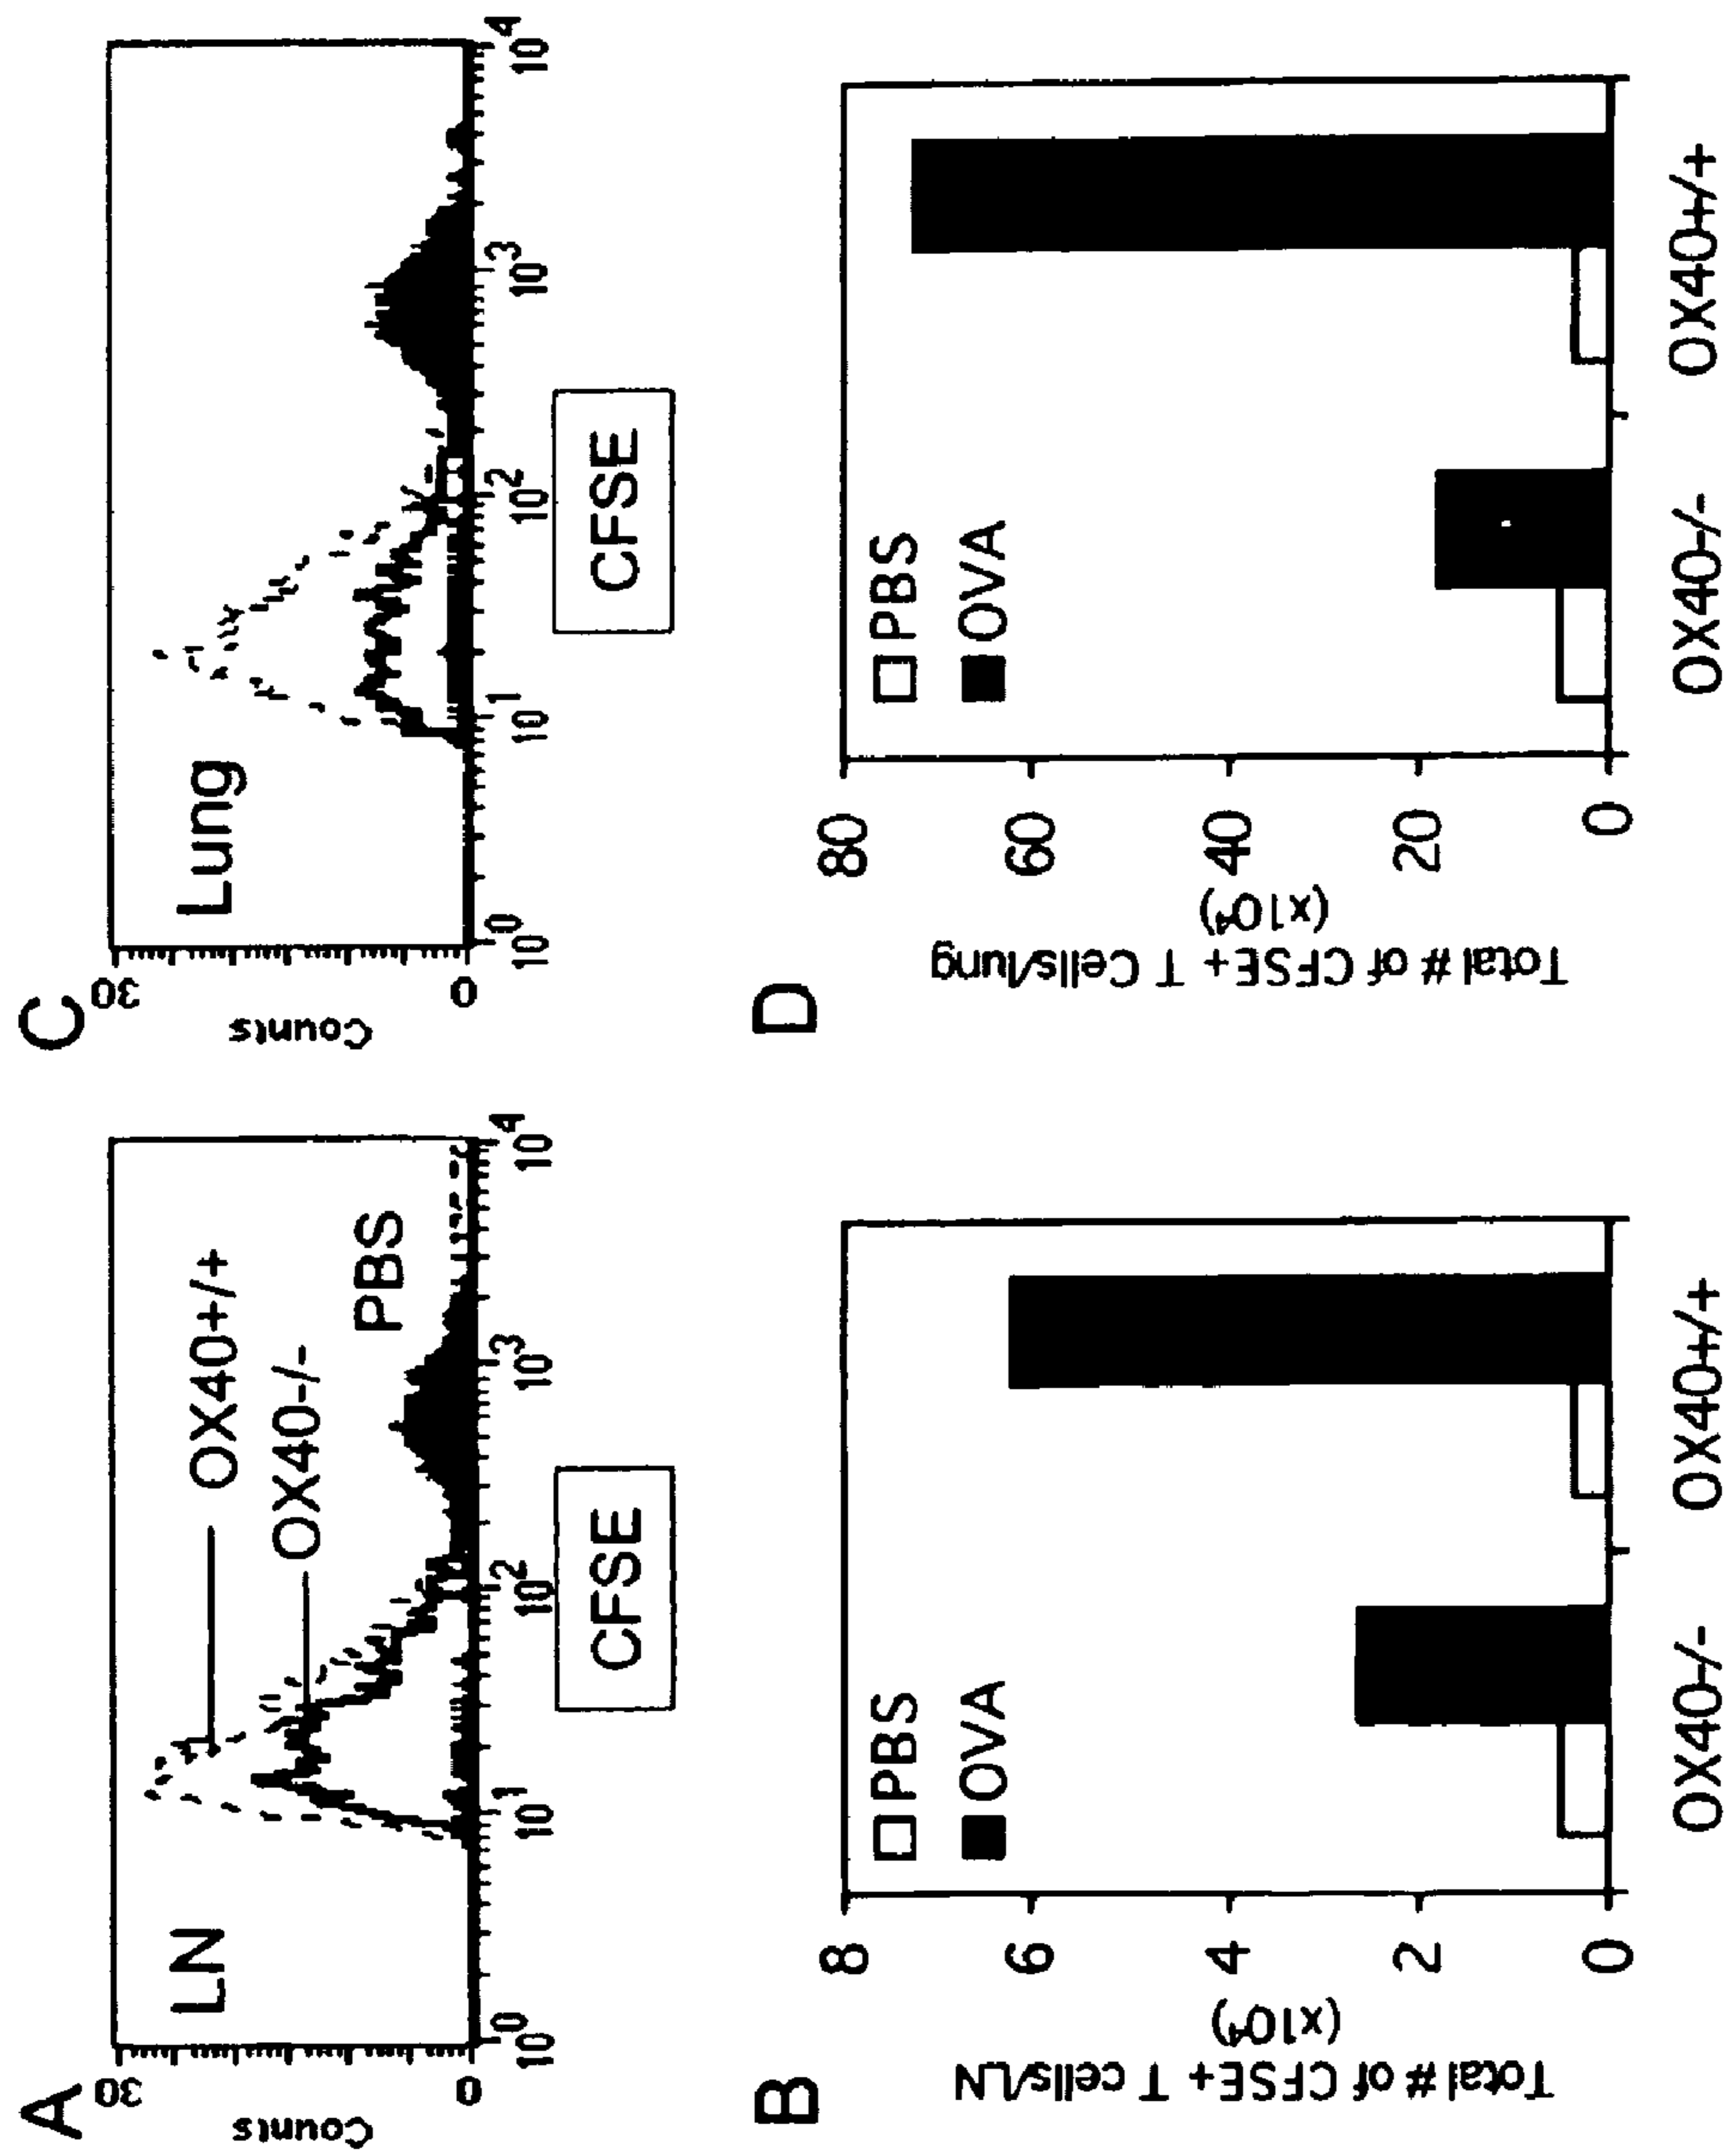 A
LN
OX40+/+
OX40-/-
PBS
Counts
30
0
10^0 10^1 10^2 10^3 10^4
CFSE
B
PBS
OVA
Total # of CFSE+ T cells/LN
(x10^4)
8
6
4
2
0
OX40-/- OX40+/+
C
Lung
Counts
30
0
10^0 10^1 10^2 10^3 10^4
CFSE
D
PBS
OVA
Total # of CFSE+ T Cells/lung
(x10^4)
80
60
40
20
0
OX40-/- OX40+/+